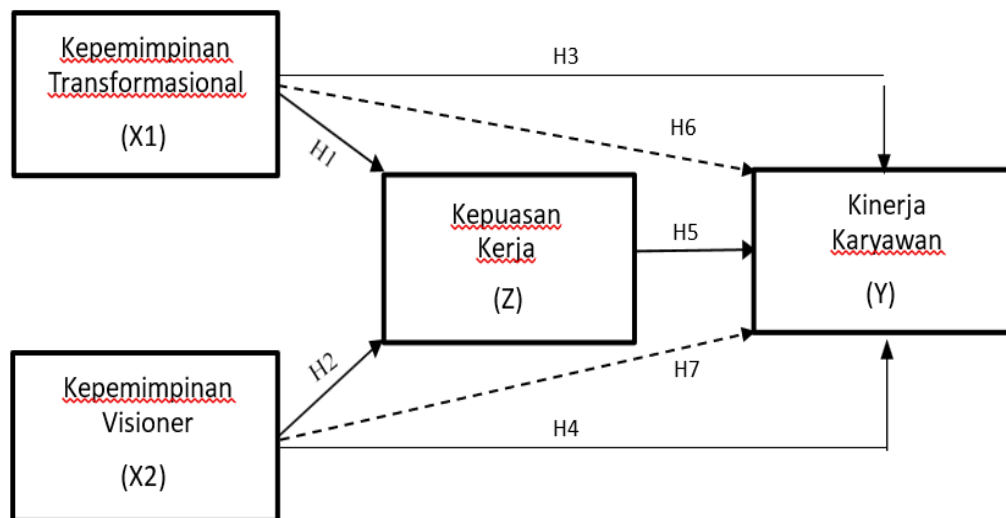 Kepemimpinan
Transformasional
(X1)
H3
H6
H1
Kepuasan
Kerja
(Z)
H5
Kinerja
Karyawan
(Y)
H2
H7
Kepemimpinan
Visioner
(X2)
H4